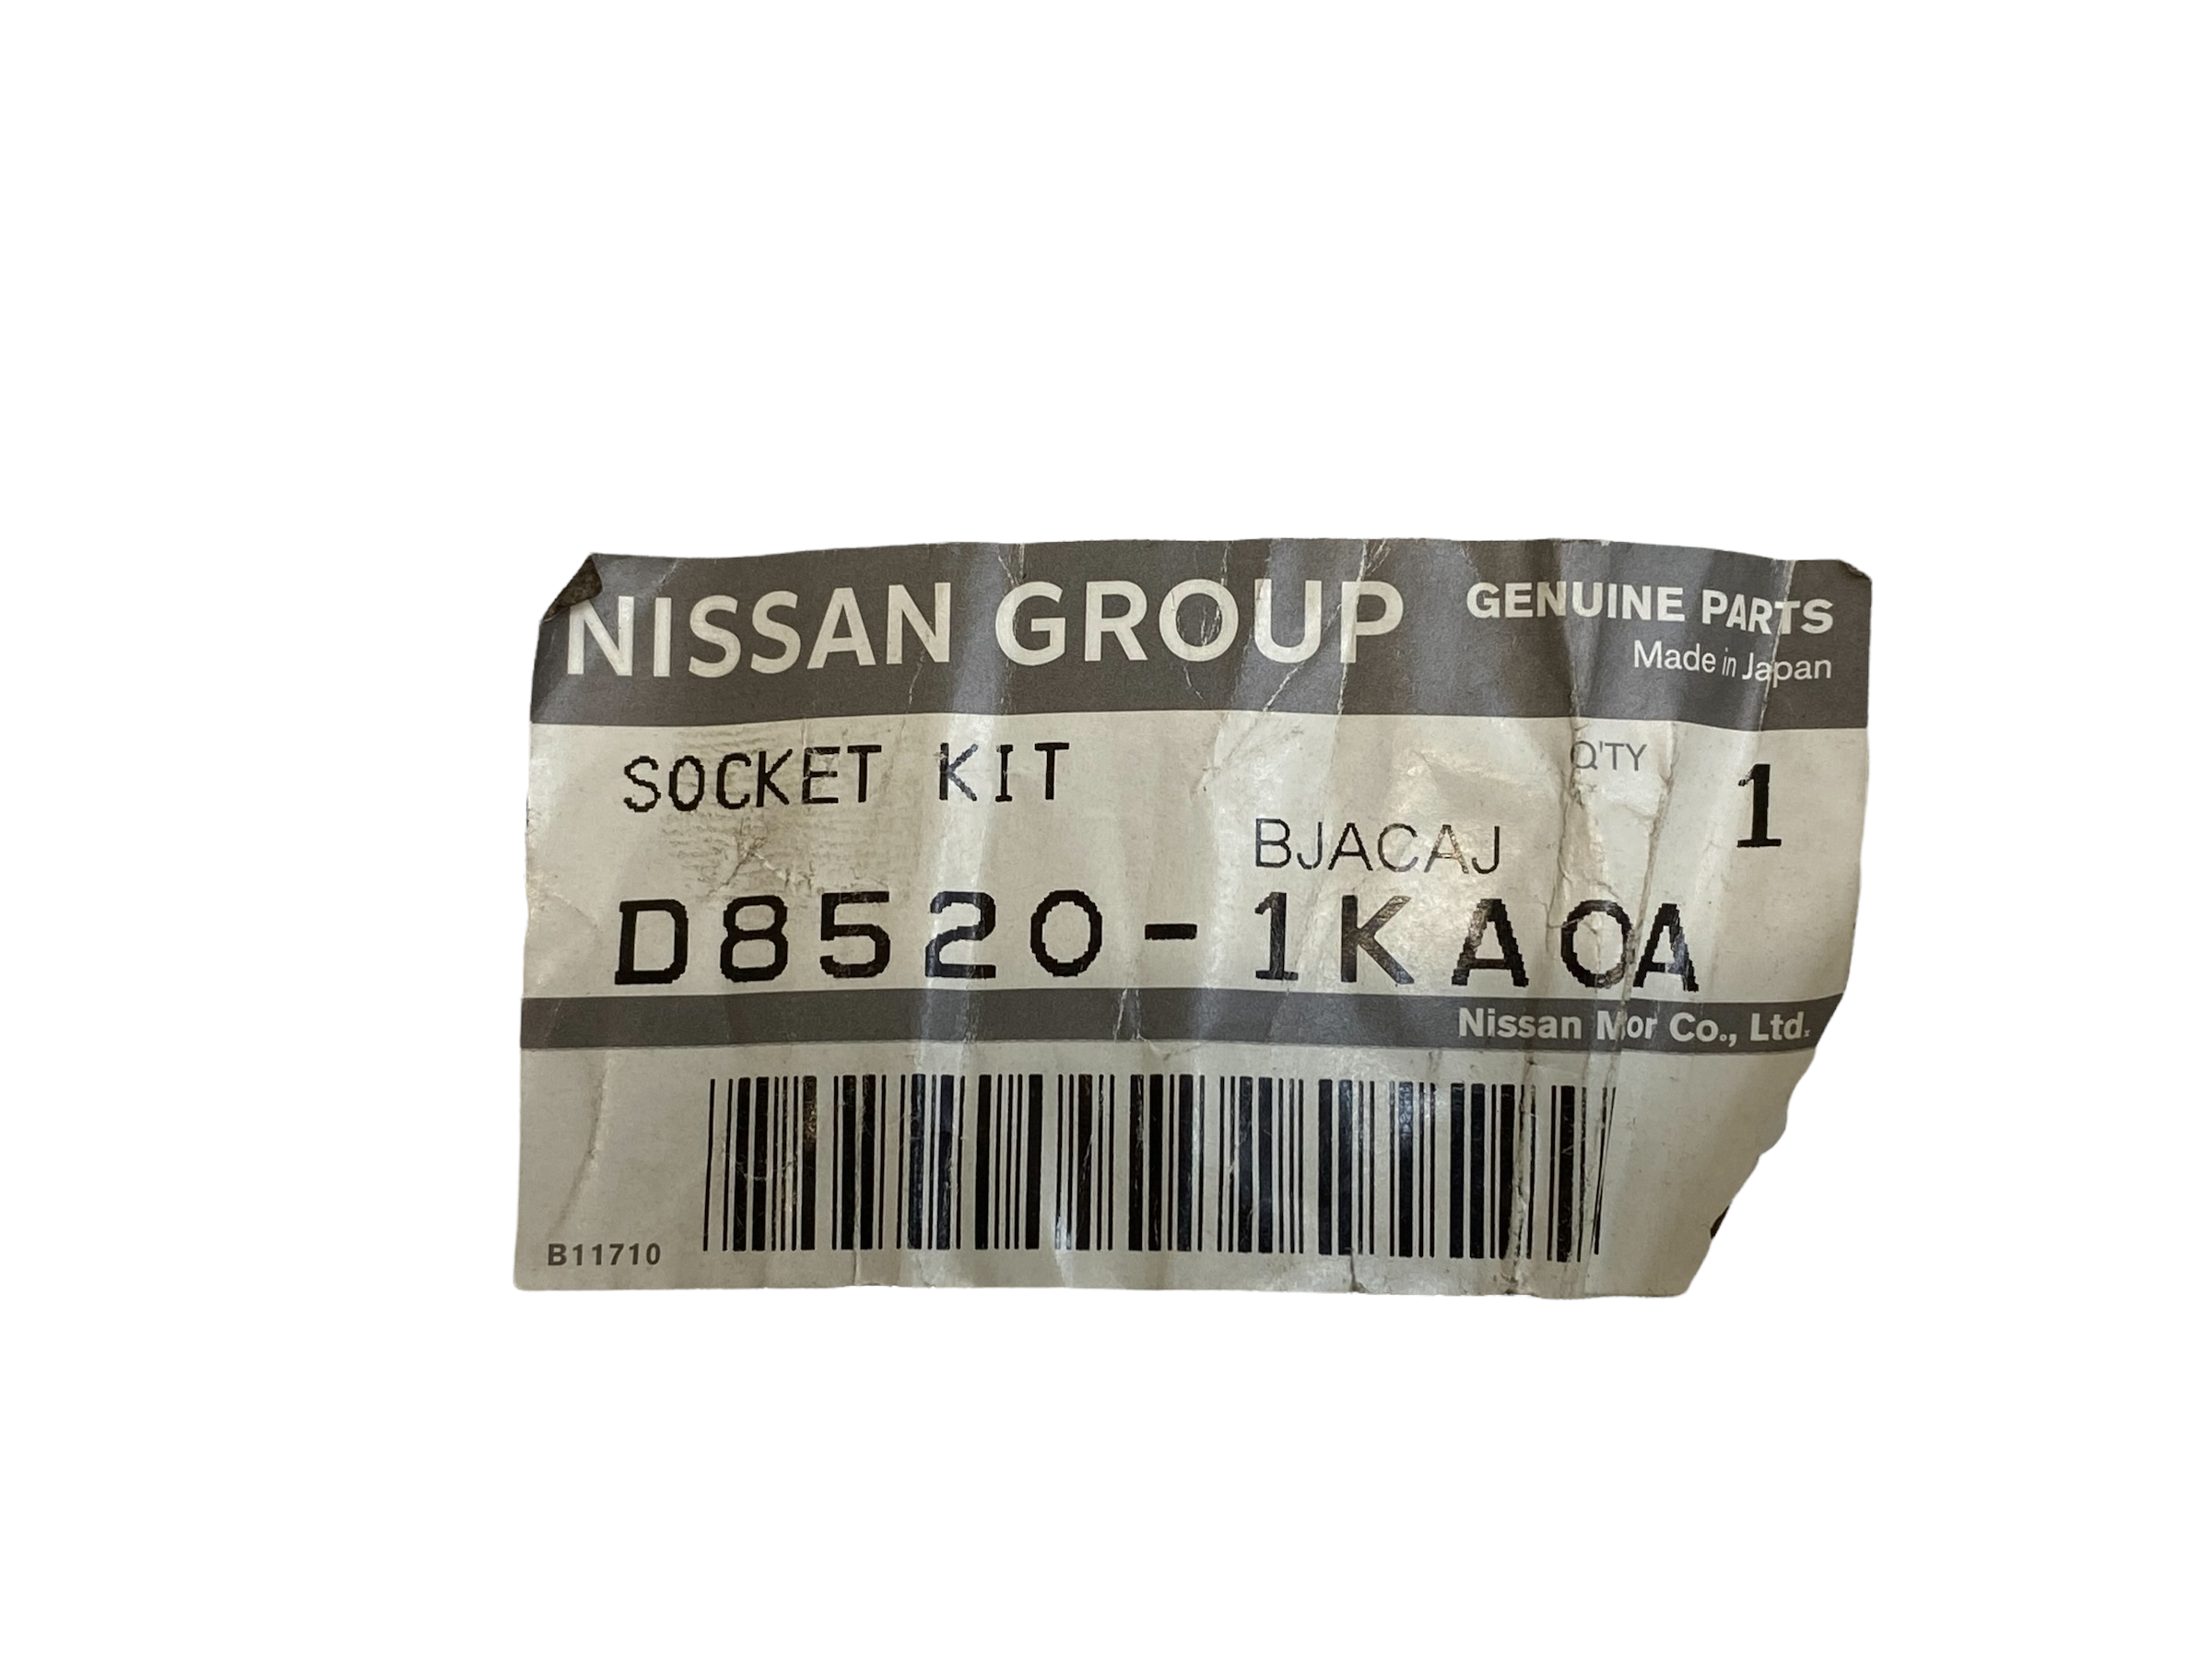 NISSAN GROUP GENUINE PARTS
Made in Japan
SOCKET KIT Q'TY 1
BJACAJ
D8520-1KA0A
Nissan Mor Co., Ltd.
B11710